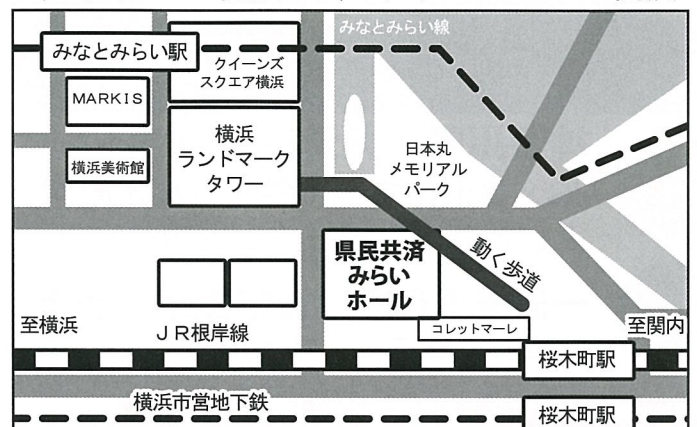 みなとみらい線
みなとみらい駅
クイーンズ
スクエア横浜
MARKIS
横浜
ランドマーク
タワー
横浜美術館
日本丸
メモリアル
パーク
県民共済
みらい
ホール
動く歩道
コレットマーレ
至横浜
JR根岸線
至関内
桜木町駅
横浜市営地下鉄
桜木町駅